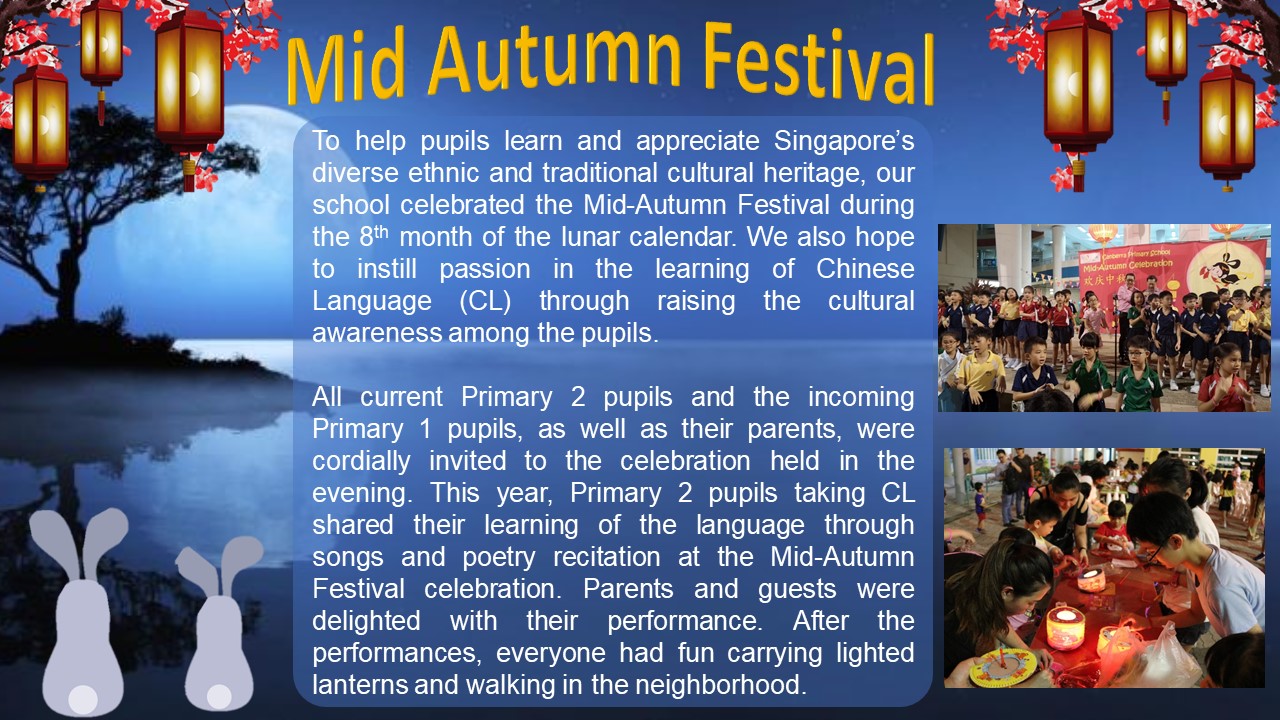 Mid Autumn Festival
To help pupils learn and appreciate Singapore’s
diverse ethnic and traditional cultural heritage, our
school celebrated the Mid-Autumn Festival during
the 8th month of the lunar calendar. We also hope
to instill passion in the learning of Chinese
Language (CL) through raising the cultural
awareness among the pupils.
All current Primary 2 pupils and the incoming
Primary 1 pupils, as well as their parents, were
cordially invited to the celebration held in the
evening. This year, Primary 2 pupils taking CL
shared their learning of the language through
songs and poetry recitation at the Mid-Autumn
Festival celebration. Parents and guests were
delighted with their performance. After the
performances, everyone had fun carrying lighted
lanterns and walking in the neighborhood.
Canberra Primary School
Mid-Autumn Celebration
欢庆中秋